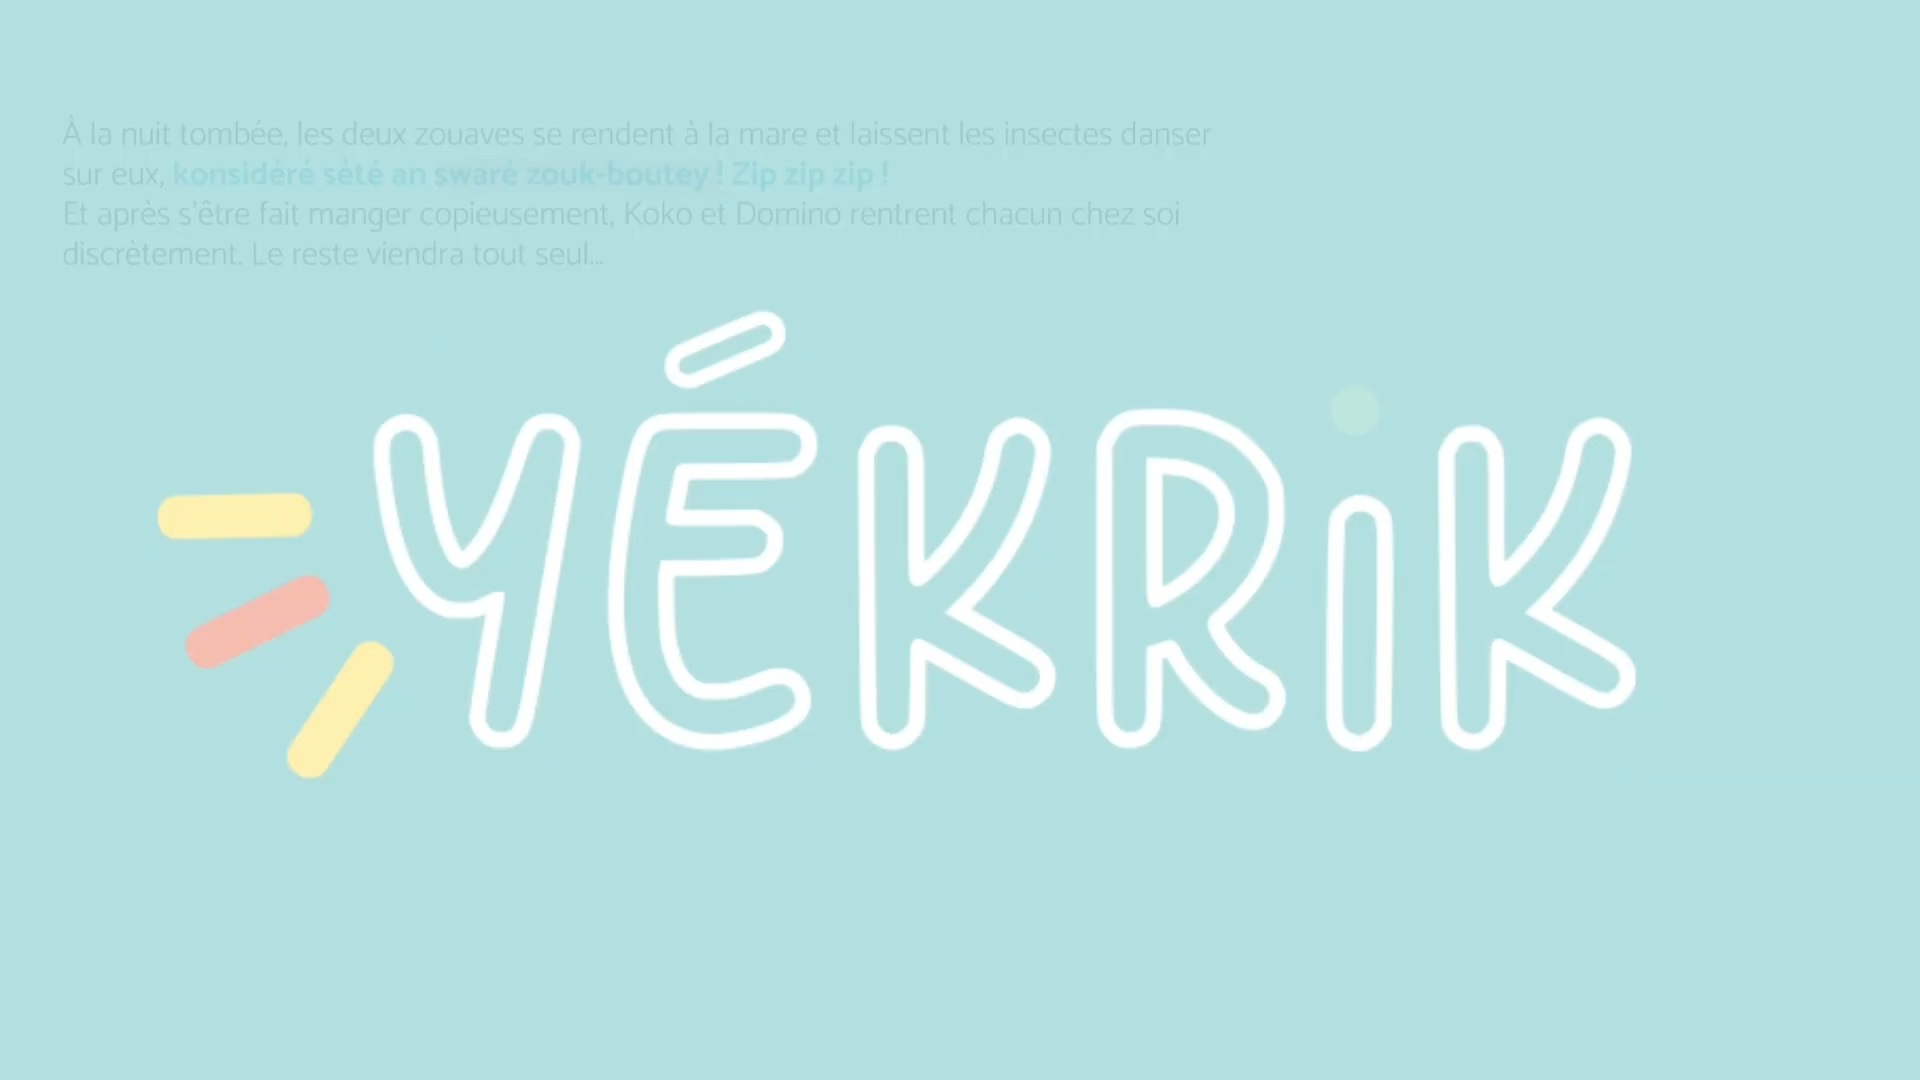 À la nuit tombée, les deux zouaves se rendent à la mare et laissent les insectes danser
sur eux, konsidéré sété an swaré zouk-boutey ! Zip zip zip !
Et après s'être fait manger copieusement, Koko et Domino rentrent chacun chez soi
discrètement. Le reste viendra tout seul...
YÉKRiK